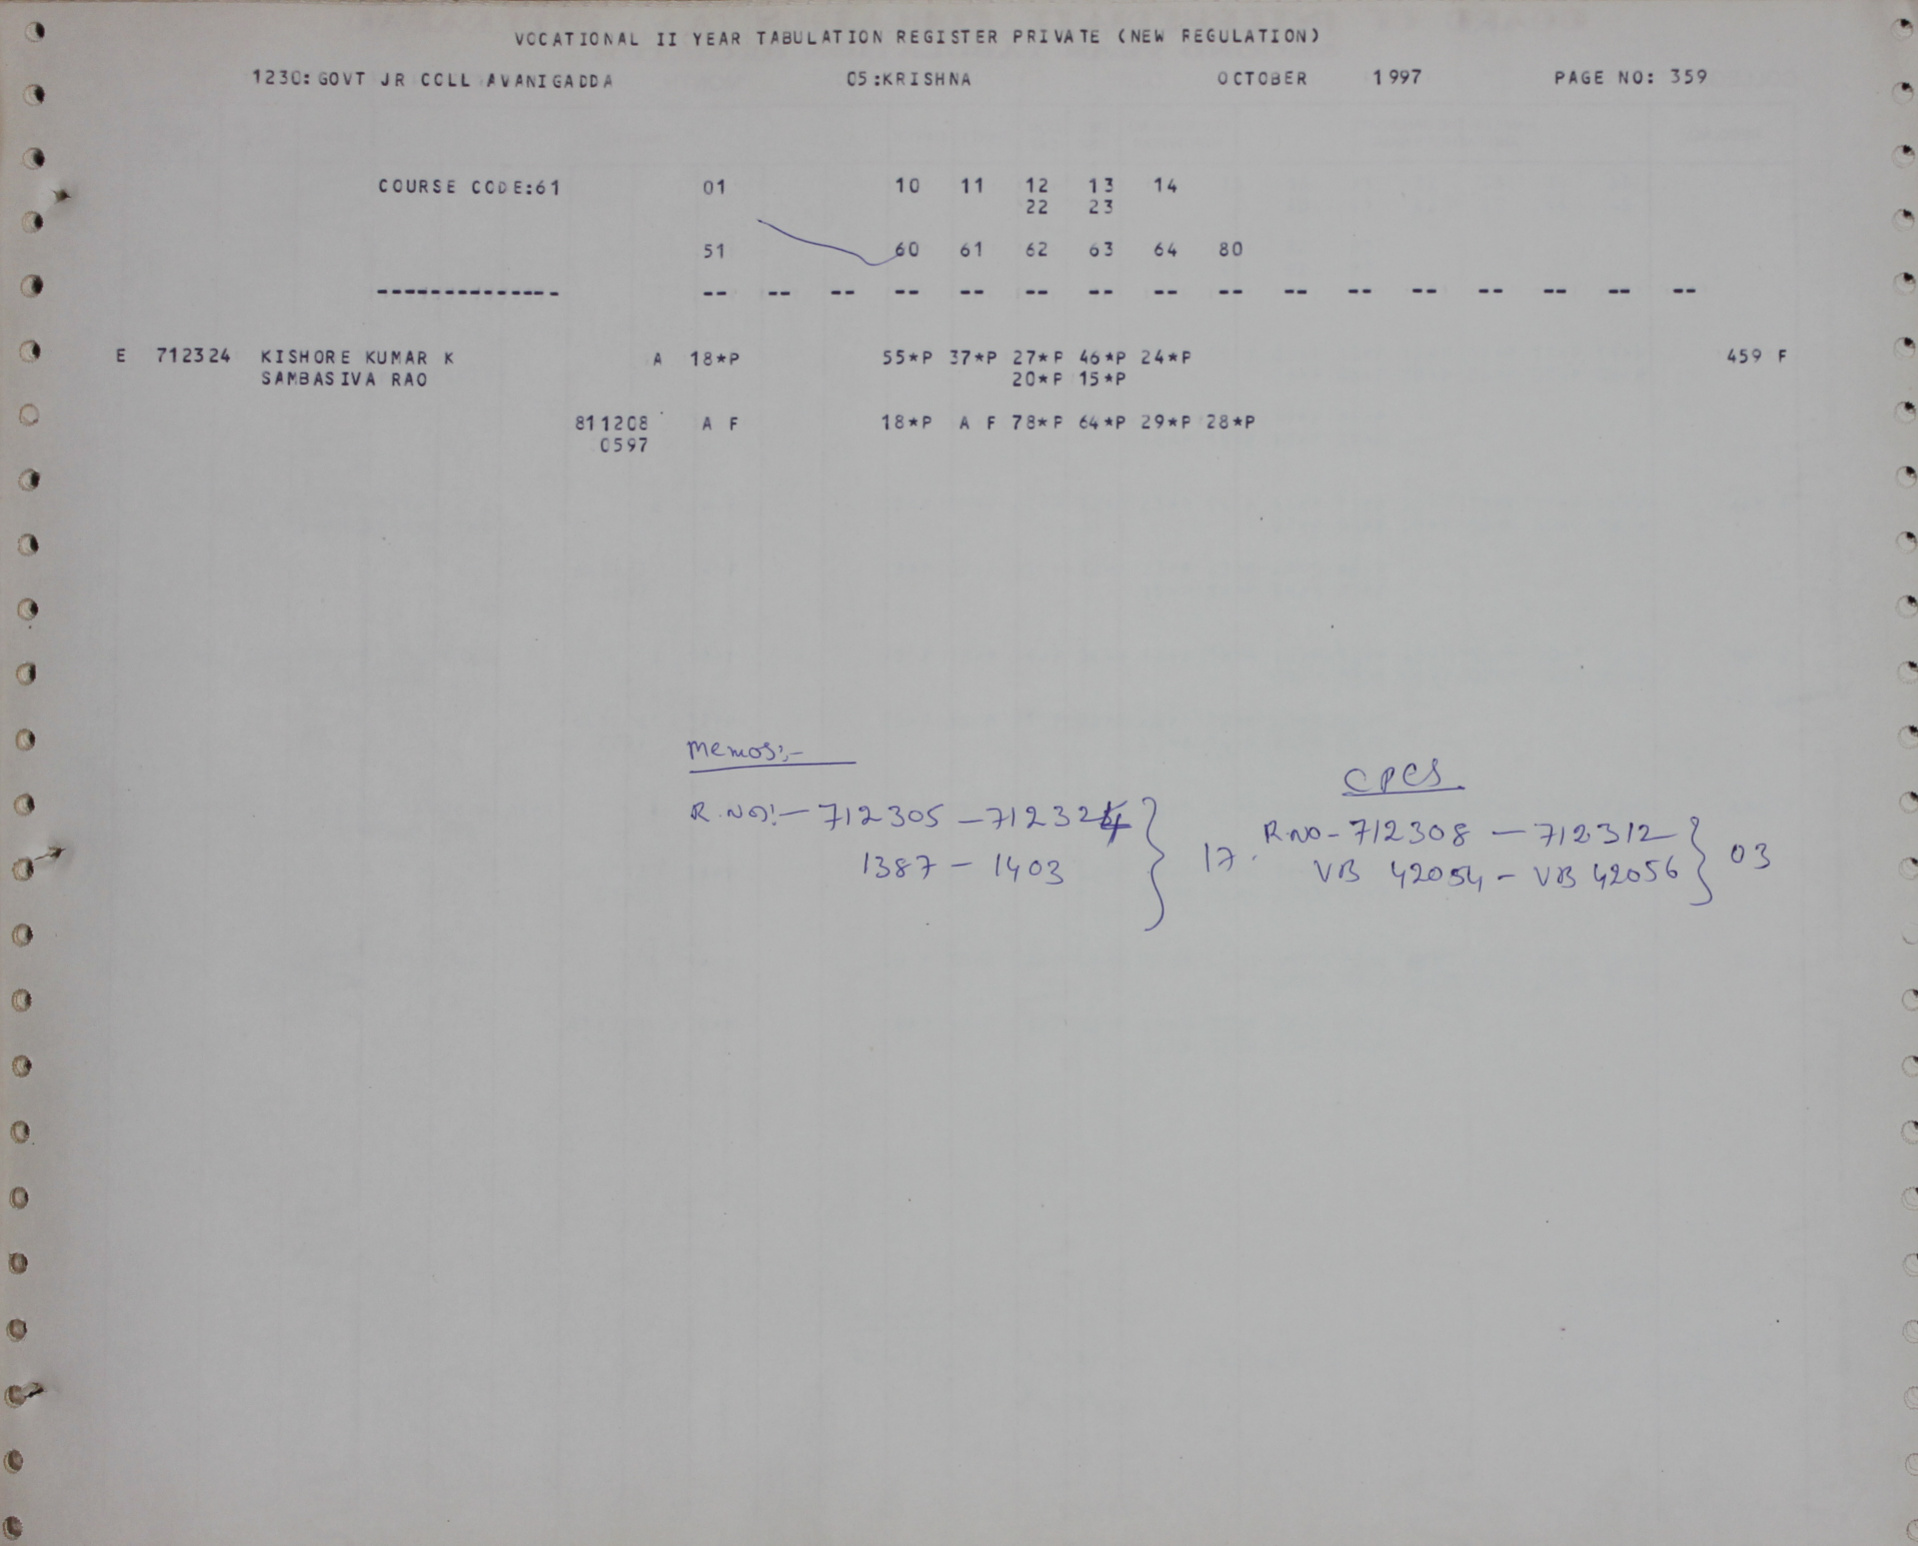 VOCATIONAL II YEAR TABULATION REGISTER PRIVATE (NEW REGULATION)
1230: GOVT JR COLL AVANIGADDA 05:KRISHNA OCTOBER 1997 PAGE NO: 359
COURSE CODE:61 01 10 11 12 13 14
22 23
51 60 61 62 63 64 80
-------------- -- -- -- -- -- -- -- -- -- -- -- -- -- -- -- --
E 712324 KISHORE KUMAR K A 18*P 55*P 37*P 27*P 46*P 24*P 459 F
SAMBASIVA RAO 20*P 15*P
811208 A F 18*P A F 78*P 64*P 29*P 28*P
0597
Memos:-
R.No:- 712305 - 712324 } 17.
1387 - 1403
CPCS
R.NO - 712308 - 712312 } 03
VB 42054 - VB 42056